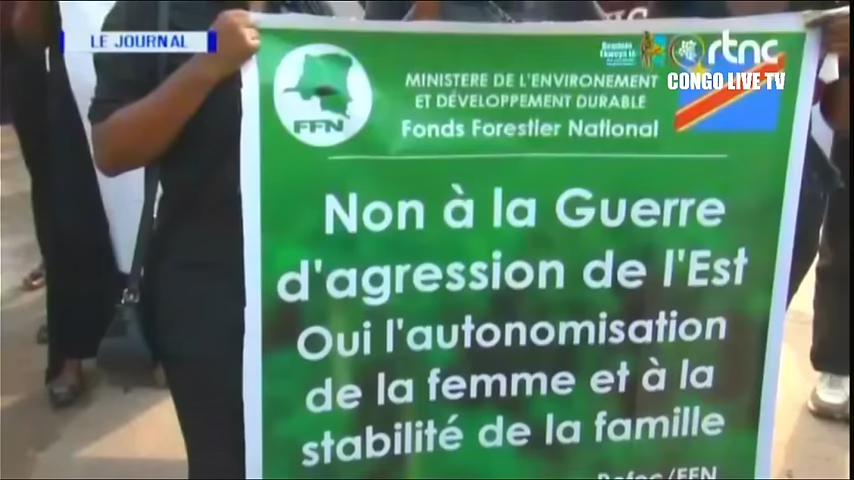 LE JOURNAL
rtnc
CONGO LIVE TV
FFN
MINISTERE DE L'ENVIRONEMENT
ET DÉVELOPPEMENT DURABLE
Fonds Forestier National
Non à la Guerre
d'agression de l'Est
Oui l'autonomisation
de la femme et à la
stabilité de la famille